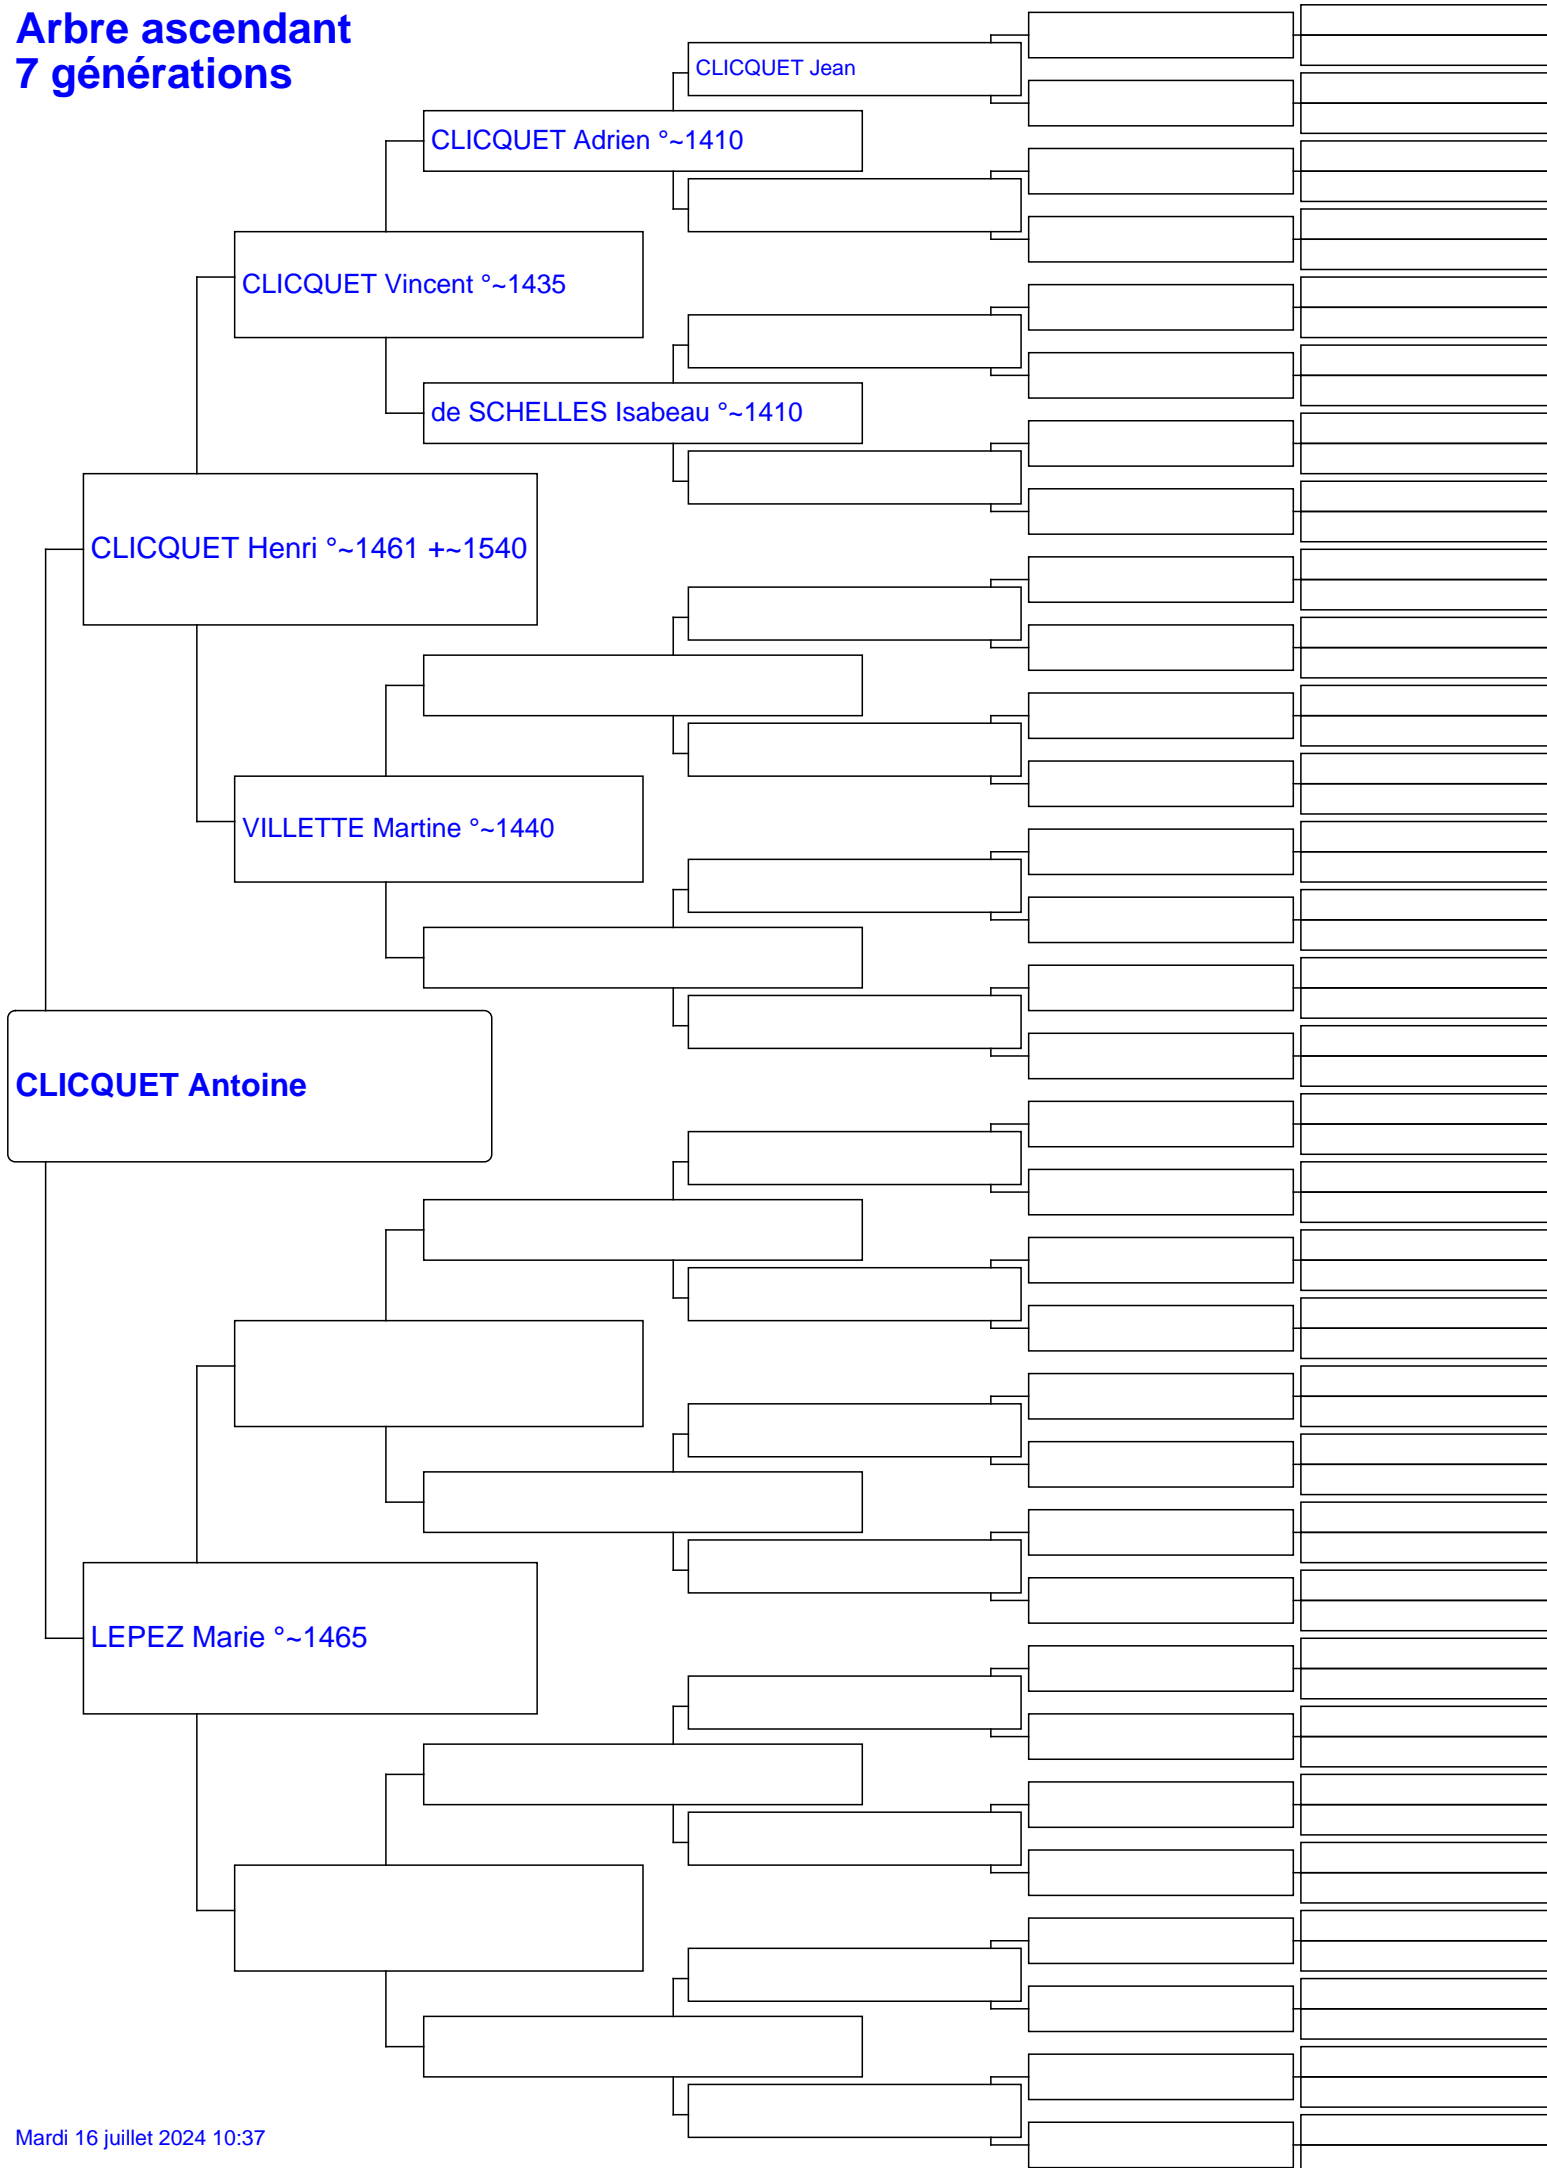 Arbre ascendant
7 générations
CLICQUET Jean
CLICQUET Adrien °~1410
CLICQUET Vincent °~1435
de SCHELLES Isabeau °~1410
CLICQUET Henri °~1461 +~1540
VILLETTE Martine °~1440
CLICQUET Antoine
LEPEZ Marie °~1465
Mardi 16 juillet 2024 10:37